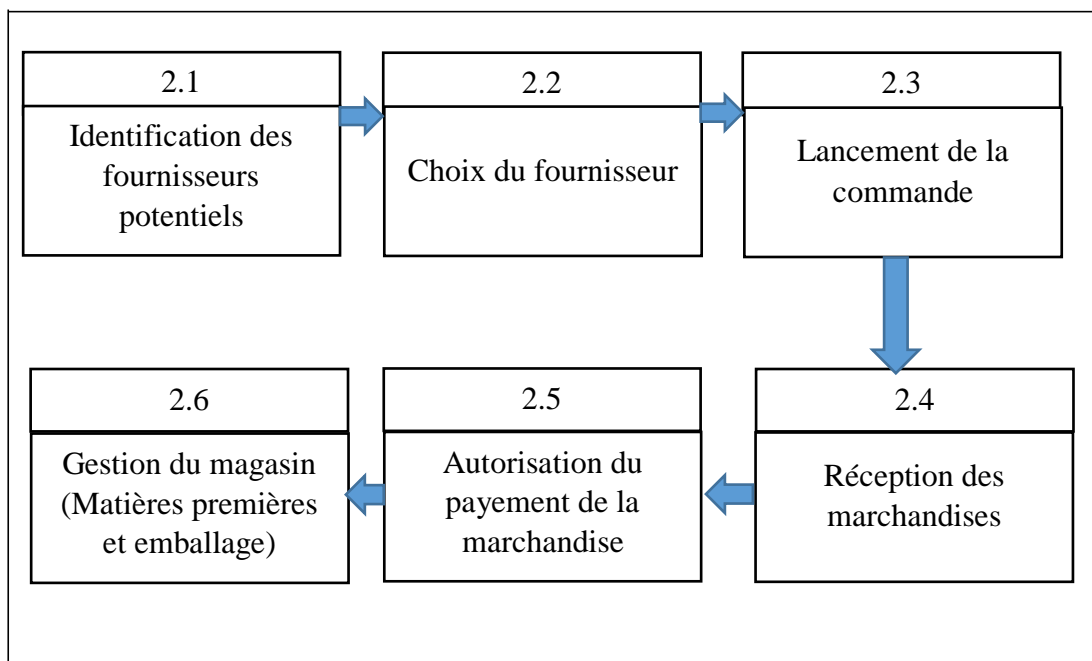 2.1
Identification des
fournisseurs
potentiels
2.2
Choix du fournisseur
2.3
Lancement de la
commande
2.4
Réception des
marchandises
2.5
Autorisation du
payement de la
marchandise
2.6
Gestion du magasin
(Matières premières
et emballage)